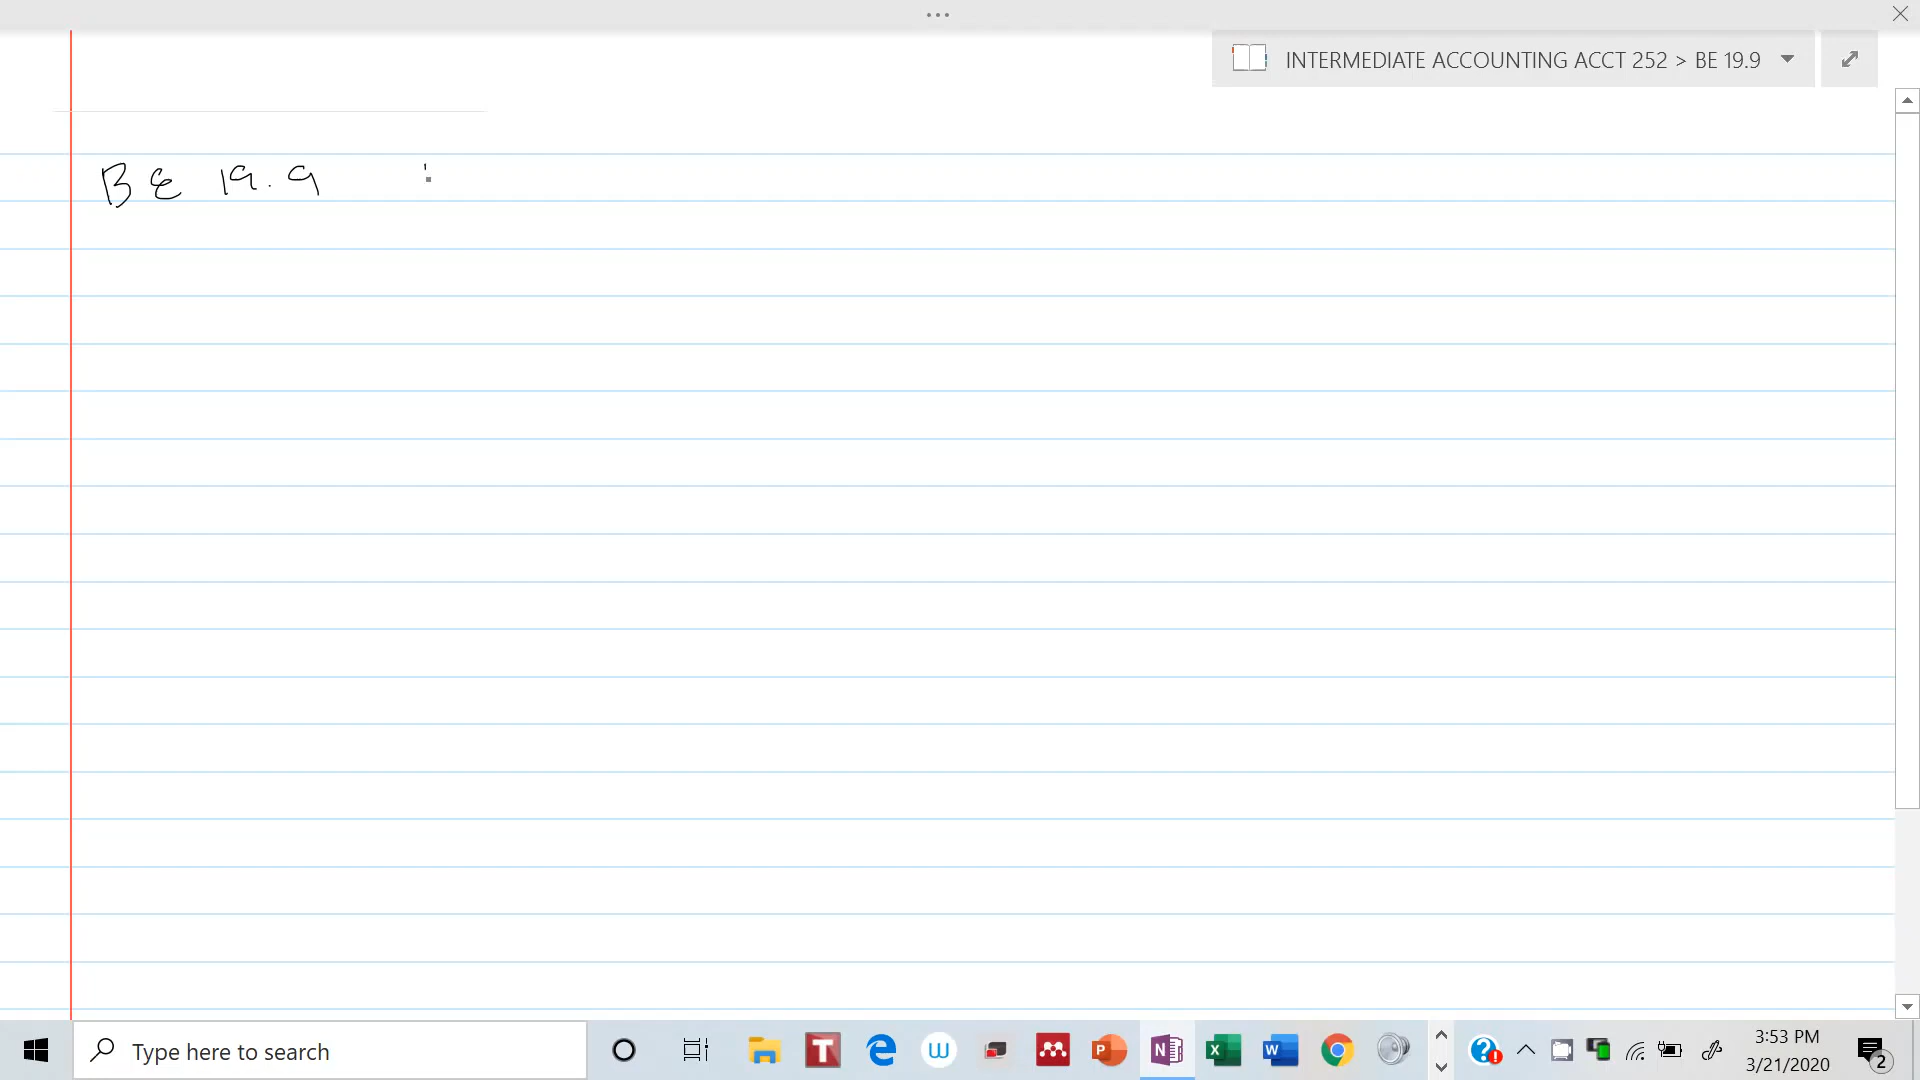 INTERMEDIATE ACCOUNTING ACCT 252 > BE 19.9
BE 19.9
Type here to search
3:53 PM
3/21/2020
2